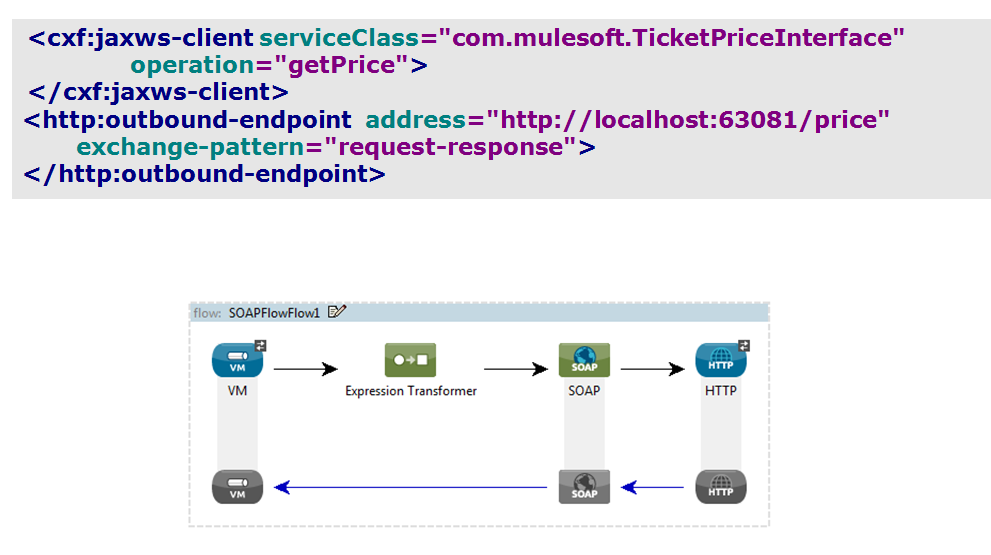 <cxf:jaxws-client serviceClass="com.mulesoft.TicketPriceInterface"
operation="getPrice">
</cxf:jaxws-client>
<http:outbound-endpoint address="http://localhost:63081/price"
exchange-pattern="request-response">
</http:outbound-endpoint>
flow: SOAPFlowFlow1
VM SOAP HTTP
VM Expression Transformer SOAP HTTP
VM SOAP HTTP